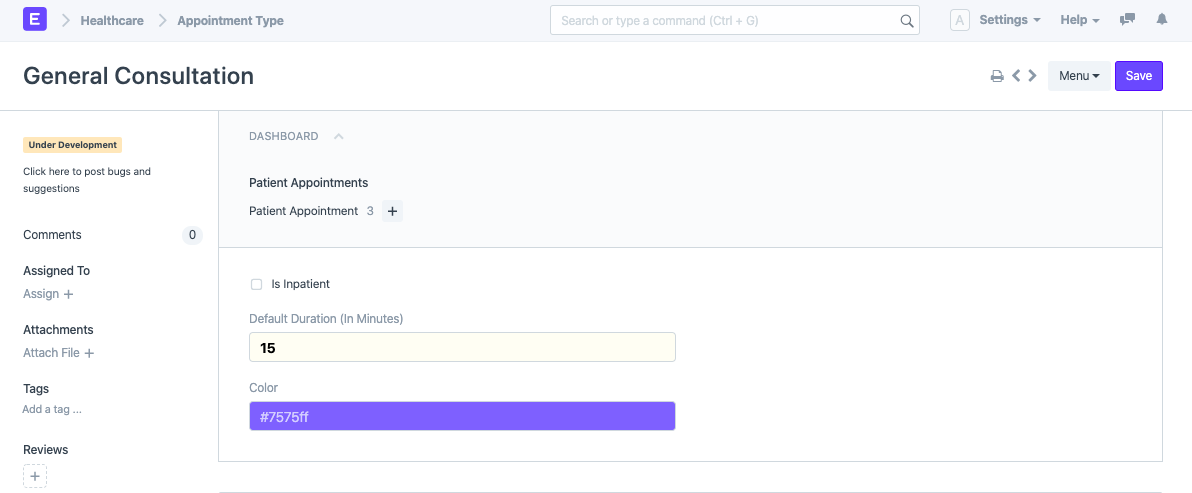 E
Healthcare
Appointment Type
Search or type a command (Ctrl + G)
A
Settings
Help
General Consultation
Menu
Save
Under Development
Click here to post bugs and
suggestions
Comments
0
Assigned To
Assign +
Attachments
Attach File +
Tags
Add a tag ...
Reviews
+
DASHBOARD
Patient Appointments
Patient Appointment 3 +
Is Inpatient
Default Duration (In Minutes)
15
Color
#7575ff